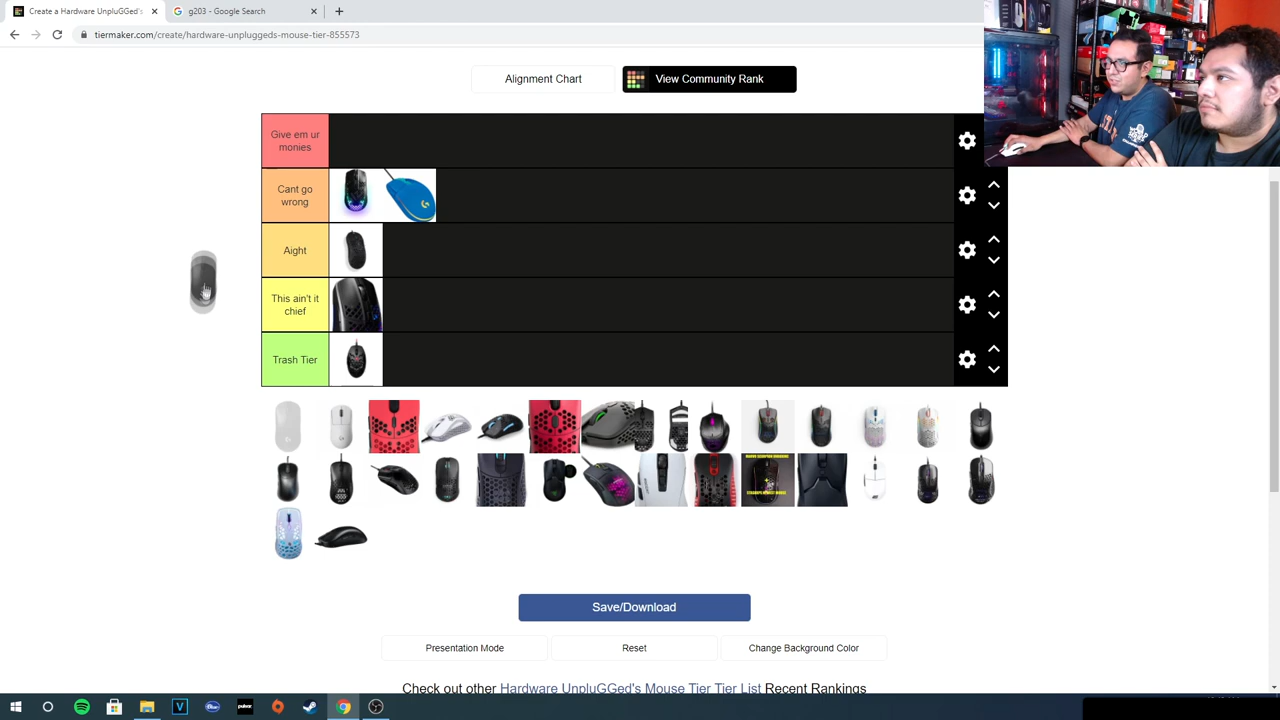 Create a Hardware UnpluGGed's
g203 - Google Search
tiermaker.com/create/hardware-unpluggeds-mouse-tier-855573
Alignment Chart
View Community Rank
Give em ur
monies
Cant go
wrong
Aight
This ain't it
chief
Trash Tier
Save/Download
Presentation Mode
Reset
Change Background Color
Check out other Hardware UnpluGGed's Mouse Tier Tier List Recent Rankings